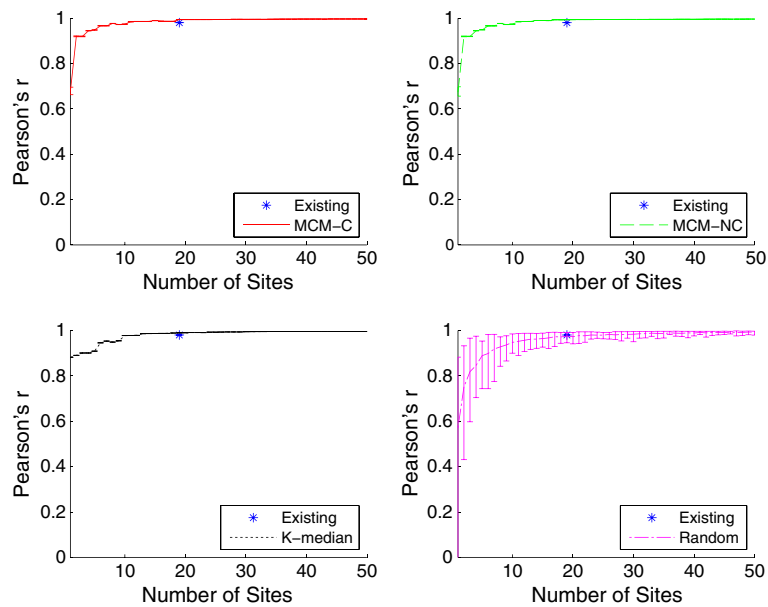 1
0.8
0.6
0.4
0.2
0
Pearson's r
10 20 30 40 50
Number of Sites
Existing
MCM−C
1
0.8
0.6
0.4
0.2
0
Pearson's r
10 20 30 40 50
Number of Sites
Existing
MCM−NC
1
0.8
0.6
0.4
0.2
0
Pearson's r
10 20 30 40 50
Number of Sites
Existing
K−median
1
0.8
0.6
0.4
0.2
0
Pearson's r
10 20 30 40 50
Number of Sites
Existing
Random